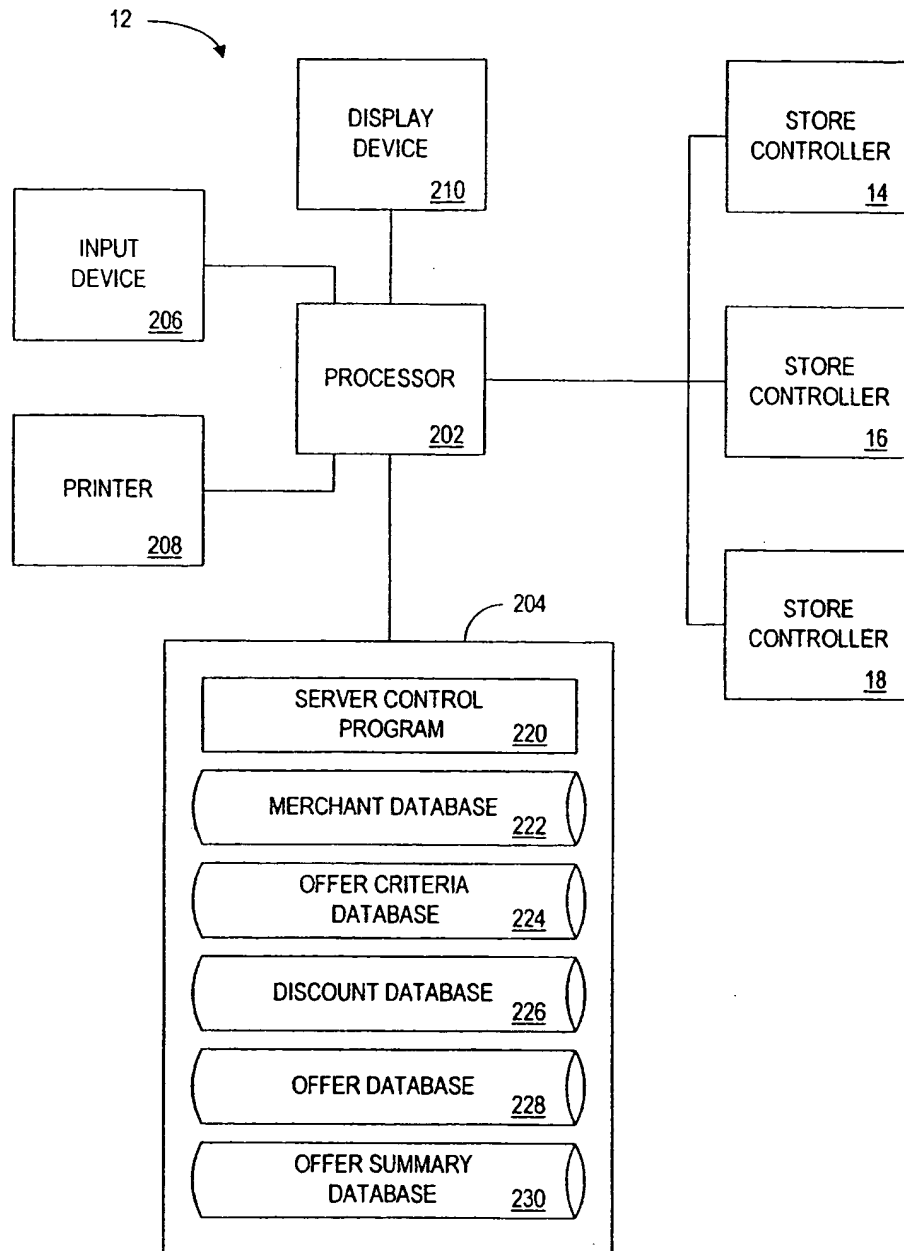 12
DISPLAY
DEVICE
210
STORE
CONTROLLER
14
INPUT
DEVICE
206
PROCESSOR
202
STORE
CONTROLLER
16
PRINTER
208
STORE
CONTROLLER
18
204
SERVER CONTROL
PROGRAM
220
MERCHANT DATABASE
222
OFFER CRITERIA
DATABASE
224
DISCOUNT DATABASE
226
OFFER DATABASE
228
OFFER SUMMARY
DATABASE
230